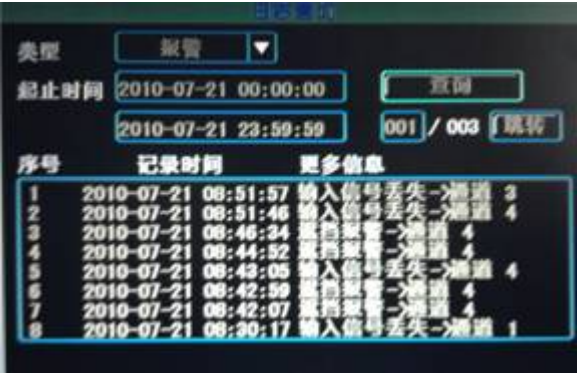 日志查询
类型 报警
起止时间 2010-07-21 00:00:00 查询
2010-07-21 23:59:59 001 / 003 跳转
序号 记录时间 更多信息
1 2010-07-21 08:51:57 输入信号丢失->通道 3
2 2010-07-21 08:51:46 输入信号丢失->通道 4
3 2010-07-21 08:46:34 遮挡报警->通道 4
4 2010-07-21 08:44:52 遮挡报警->通道 4
5 2010-07-21 08:43:05 输入信号丢失->通道 4
6 2010-07-21 08:42:59 遮挡报警->通道 4
7 2010-07-21 08:42:07 遮挡报警->通道 4
8 2010-07-21 08:30:17 输入信号丢失->通道 1